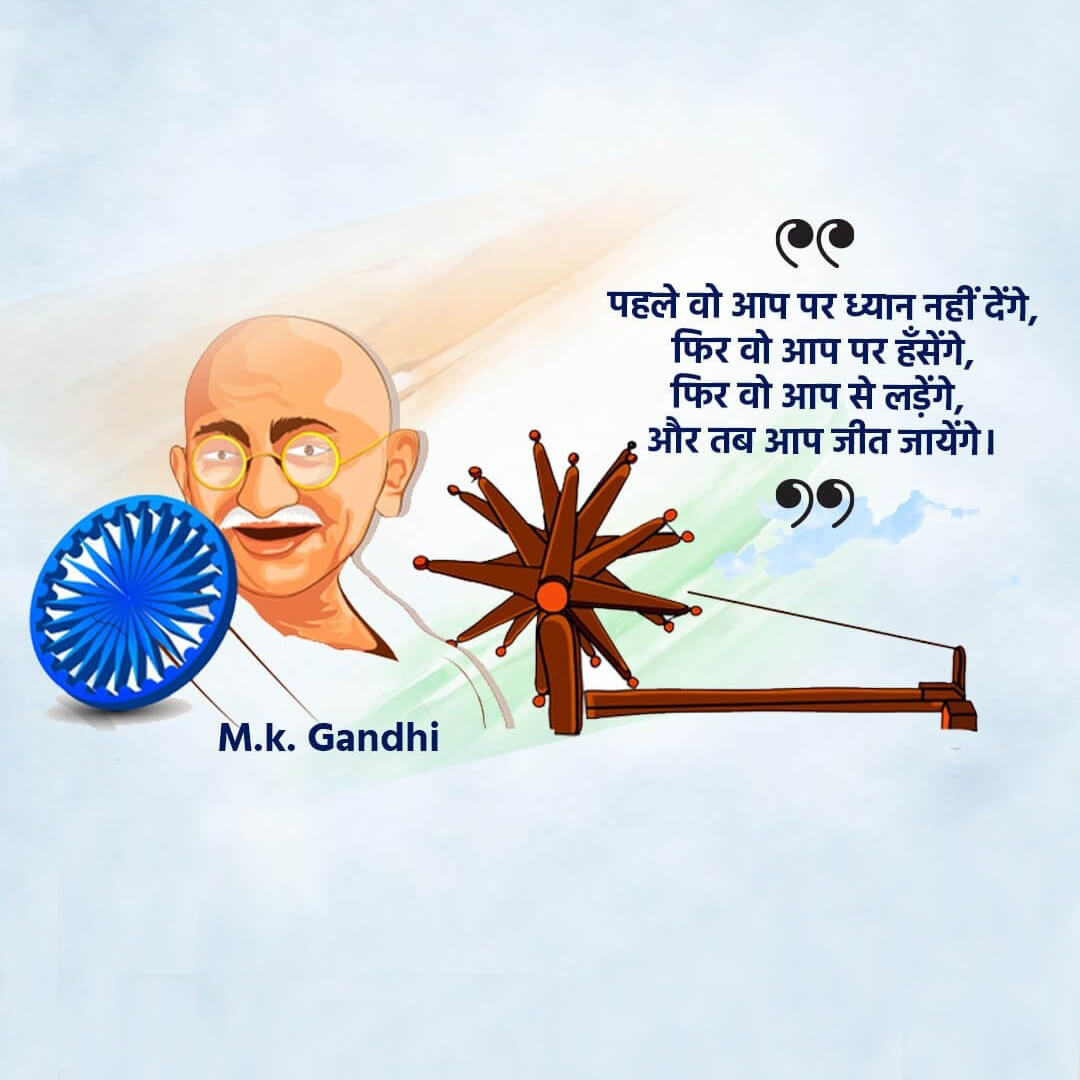 पहले वो आप पर ध्यान नहीं देंगे,
फिर वो आप पर हँसेंगे,
फिर वो आप से लड़ेंगे,
और तब आप जीत जायेंगे।
M.k. Gandhi